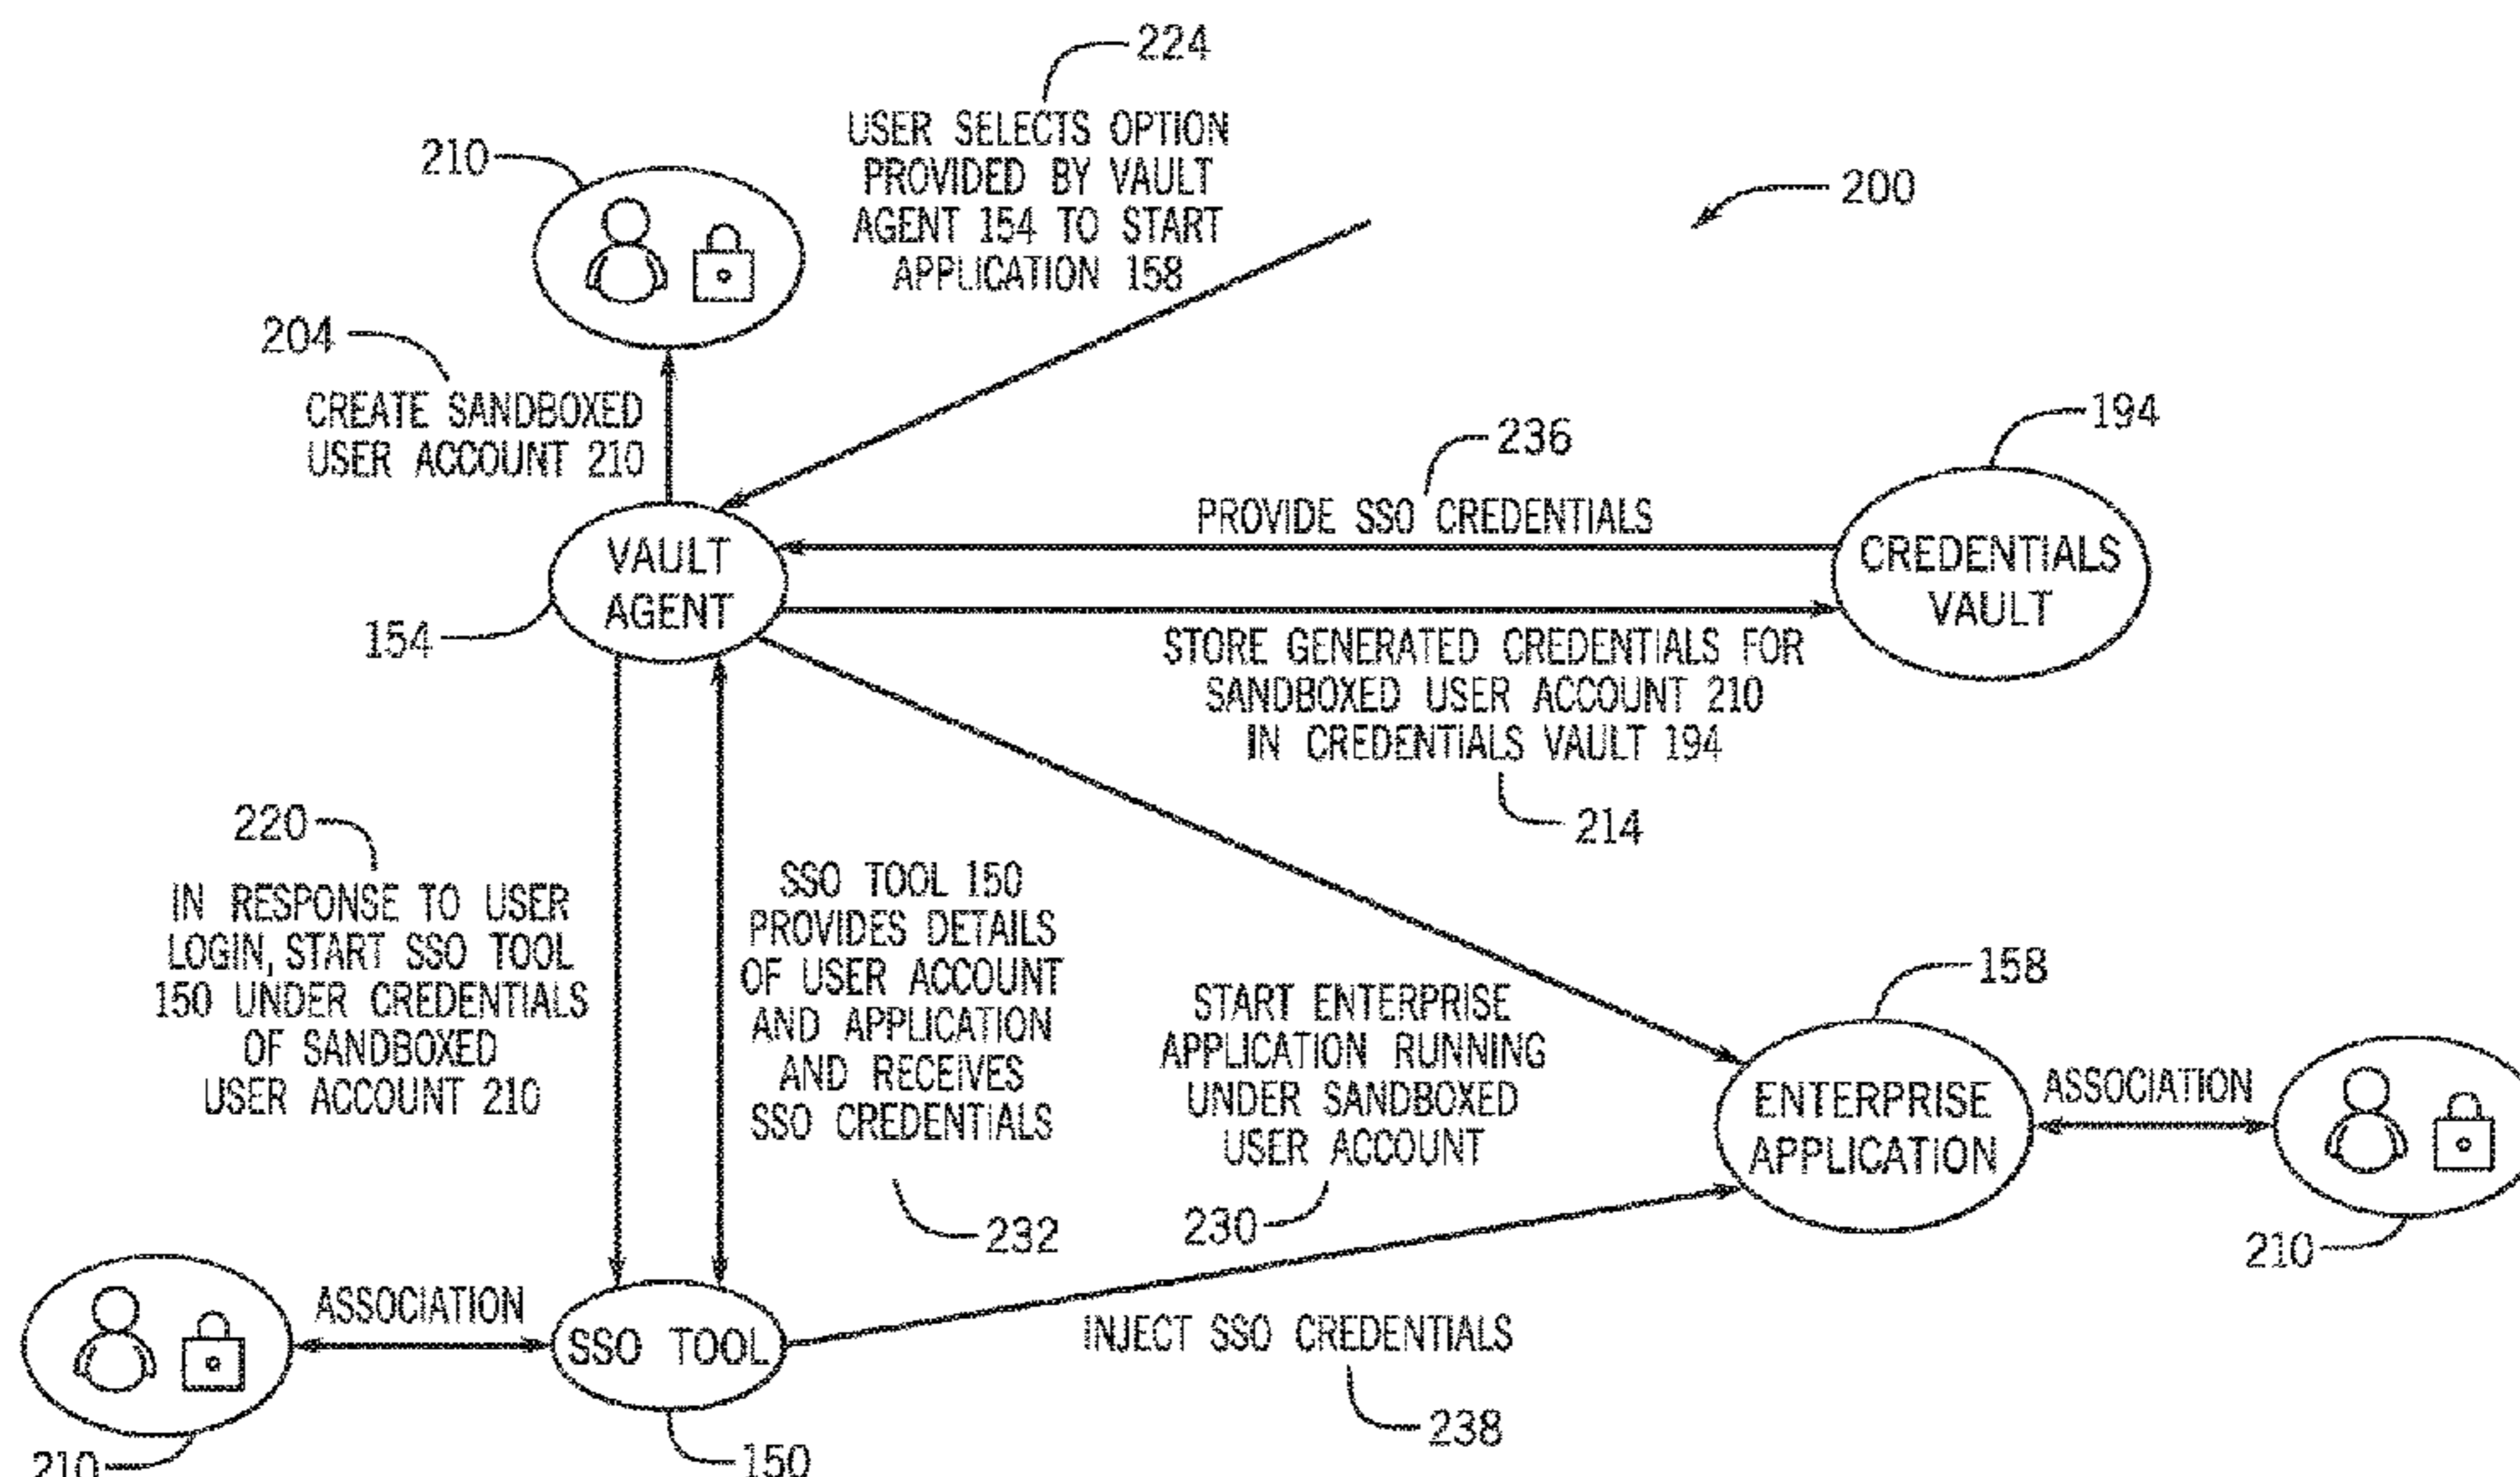 224
USER SELECTS OPTION
PROVIDED BY VAULT
AGENT 154 TO START
APPLICATION 158
200
210
204
CREATE SANDBOXED
USER ACCOUNT 210
236
PROVIDE SSO CREDENTIALS
194
CREDENTIALS
VAULT
VAULT
AGENT
154
STORE GENERATED CREDENTIALS FOR
SANDBOXED USER ACCOUNT 210
IN CREDENTIALS VAULT 194
214
220
IN RESPONSE TO USER
LOGIN, START SSO TOOL
150 UNDER CREDENTIALS
OF SANDBOXED
USER ACCOUNT 210
SSO TOOL 150
PROVIDES DETAILS
OF USER ACCOUNT
AND APPLICATION
AND RECEIVES
SSO CREDENTIALS
232
START ENTERPRISE
APPLICATION RUNNING
UNDER SANDBOXED
USER ACCOUNT
230
158
ENTERPRISE
APPLICATION
ASSOCIATION
210
ASSOCIATION
SSO TOOL
INJECT SSO CREDENTIALS
238
210
150